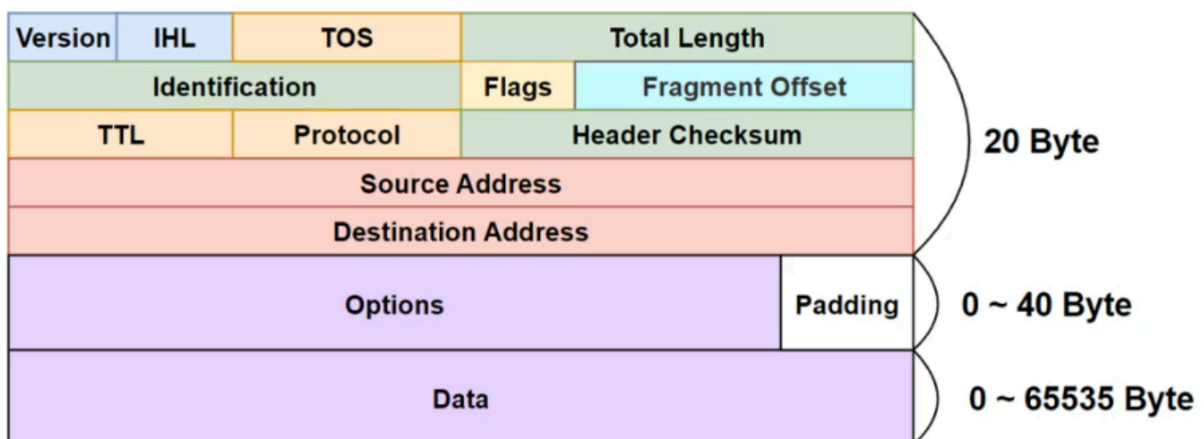 Version IHL TOS Total Length
Identification Flags Fragment Offset
TTL Protocol Header Checksum
20 Byte
Source Address
Destination Address
Options Padding 0 ~ 40 Byte
Data 0 ~ 65535 Byte